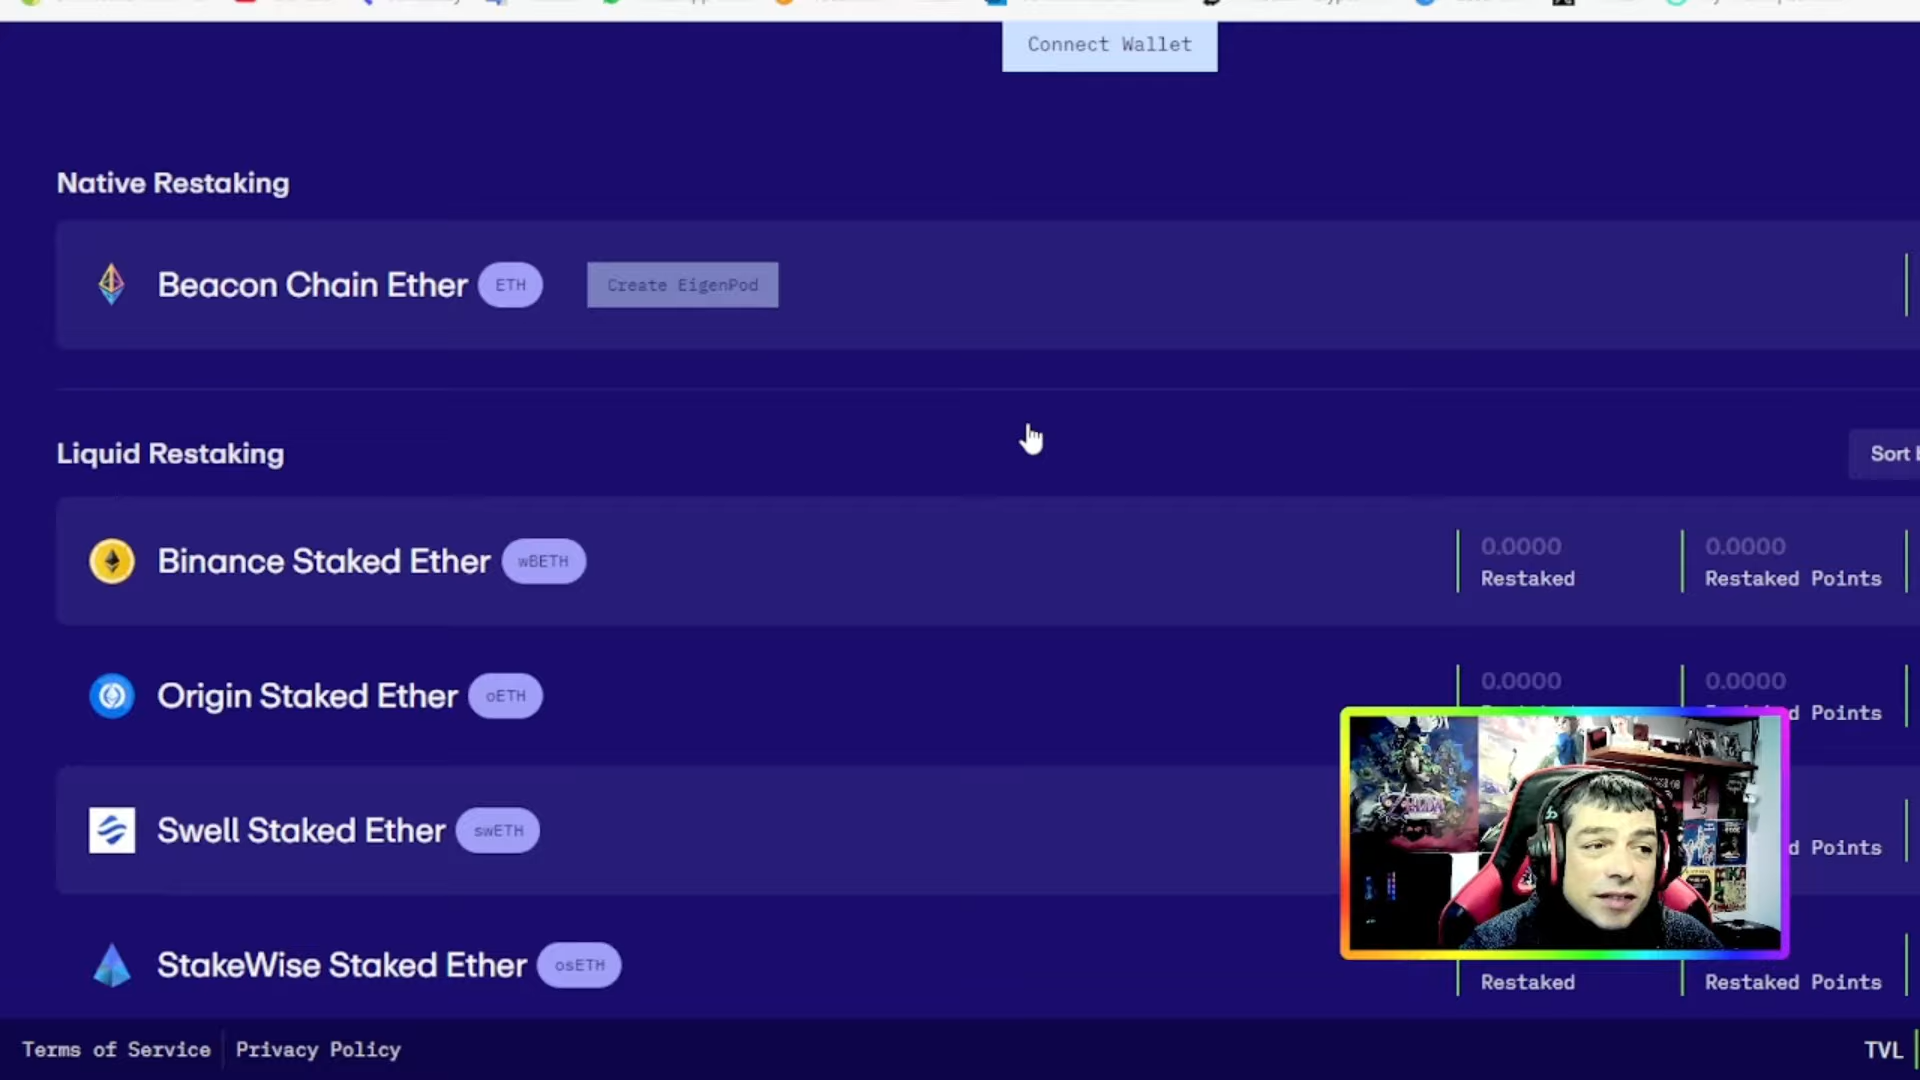 Connect Wallet
Native Restaking
Beacon Chain Ether ETH Create EigenPod
Liquid Restaking
Sort
Binance Staked Ether wBETH
0.0000 0.0000
Restaked Restaked Points
Origin Staked Ether oETH
0.0000 0.0000
Points
Swell Staked Ether swETH
Points
StakeWise Staked Ether osETH
Restaked Restaked Points
ZELDA
Terms of Service Privacy Policy
TVL